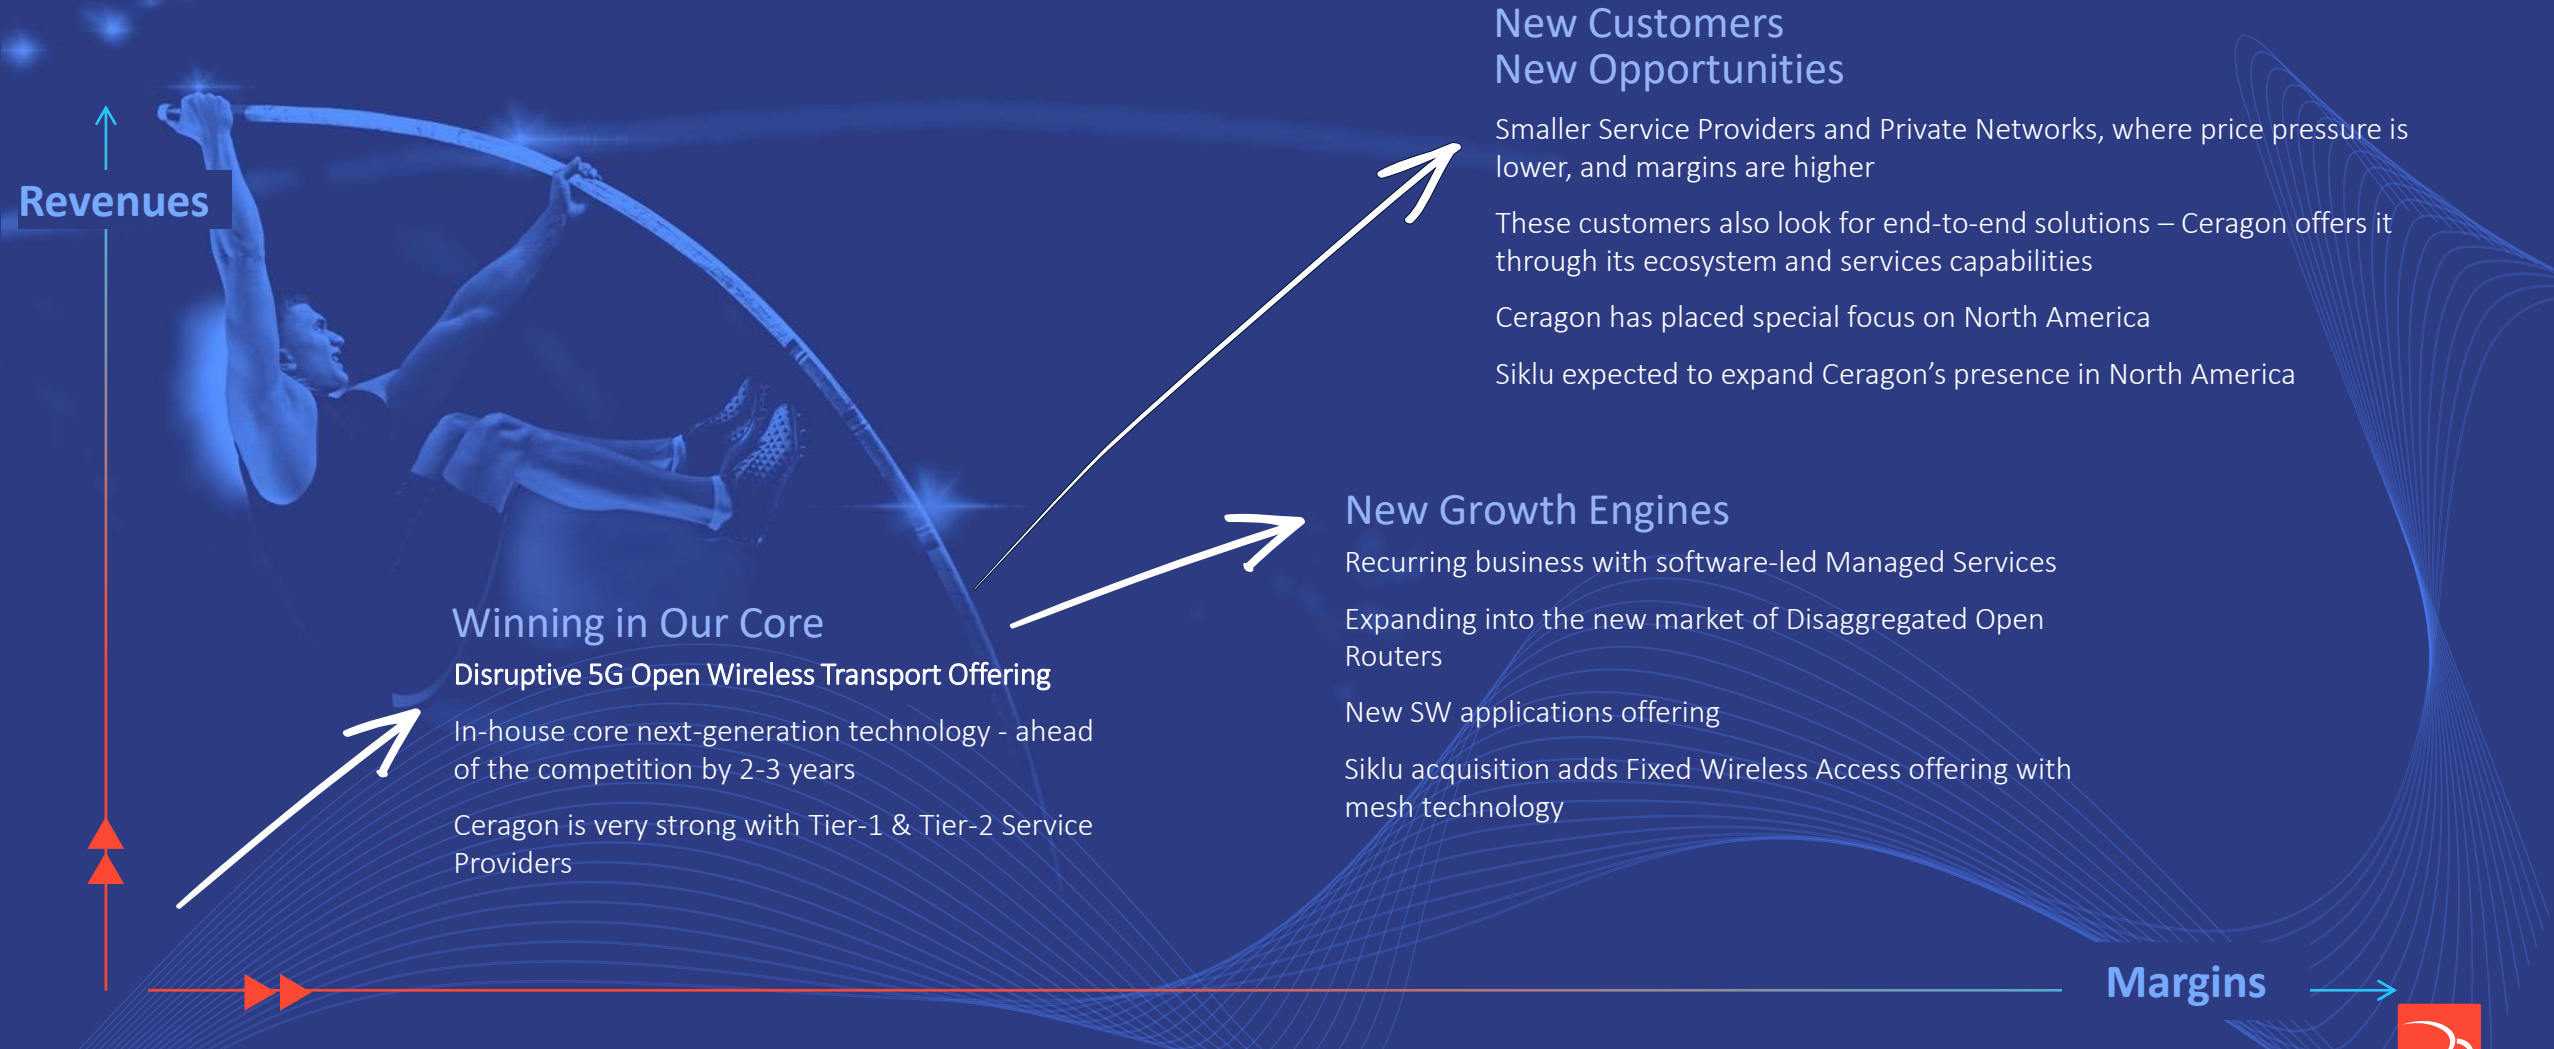 New Customers
New Opportunities
Smaller Service Providers and Private Networks, where price pressure is
lower, and margins are higher
These customers also look for end-to-end solutions – Ceragon offers it
through its ecosystem and services capabilities
Ceragon has placed special focus on North America
Siklu expected to expand Ceragon’s presence in North America
Revenues
New Growth Engines
Recurring business with software-led Managed Services
Expanding into the new market of Disaggregated Open
Routers
New SW applications offering
Siklu acquisition adds Fixed Wireless Access offering with
mesh technology
Winning in Our Core
Disruptive 5G Open Wireless Transport Offering
In-house core next-generation technology - ahead
of the competition by 2-3 years
Ceragon is very strong with Tier-1 & Tier-2 Service
Providers
Margins